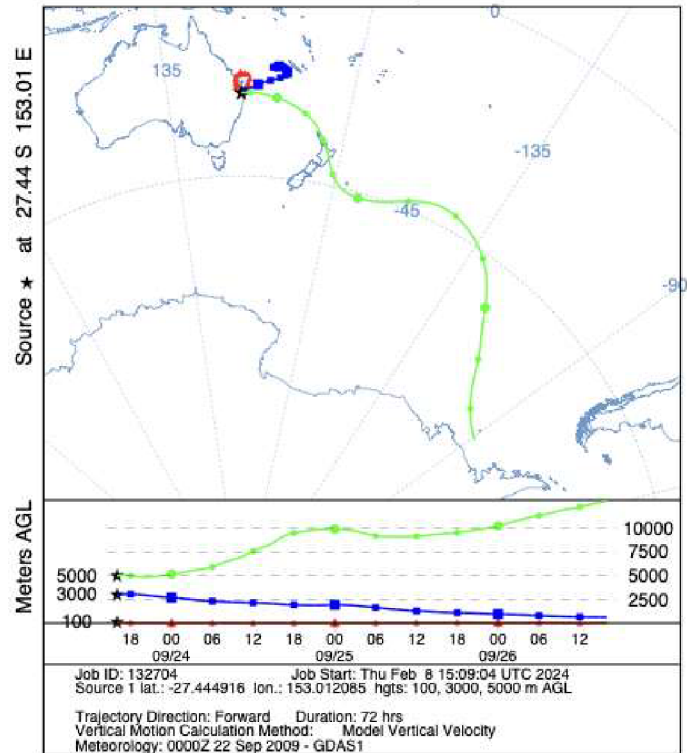 0
135
-135
-45
-90
Source ★ at 27.44 S 153.01 E
Meters AGL
10000
7500
5000 5000
3000 2500
100
18 00 06 12 18 00 06 12 18 00 06 12
09/24 09/25 09/26
Job ID: 132704 Job Start: Thu Feb 8 15:09:04 UTC 2024
Source 1 lat.: -27.444916 lon.: 153.012085 hgts: 100, 3000, 5000 m AGL
Trajectory Direction: Forward Duration: 72 hrs
Vertical Motion Calculation Method: Model Vertical Velocity
Meteorology: 0000Z 22 Sep 2009 - GDAS1